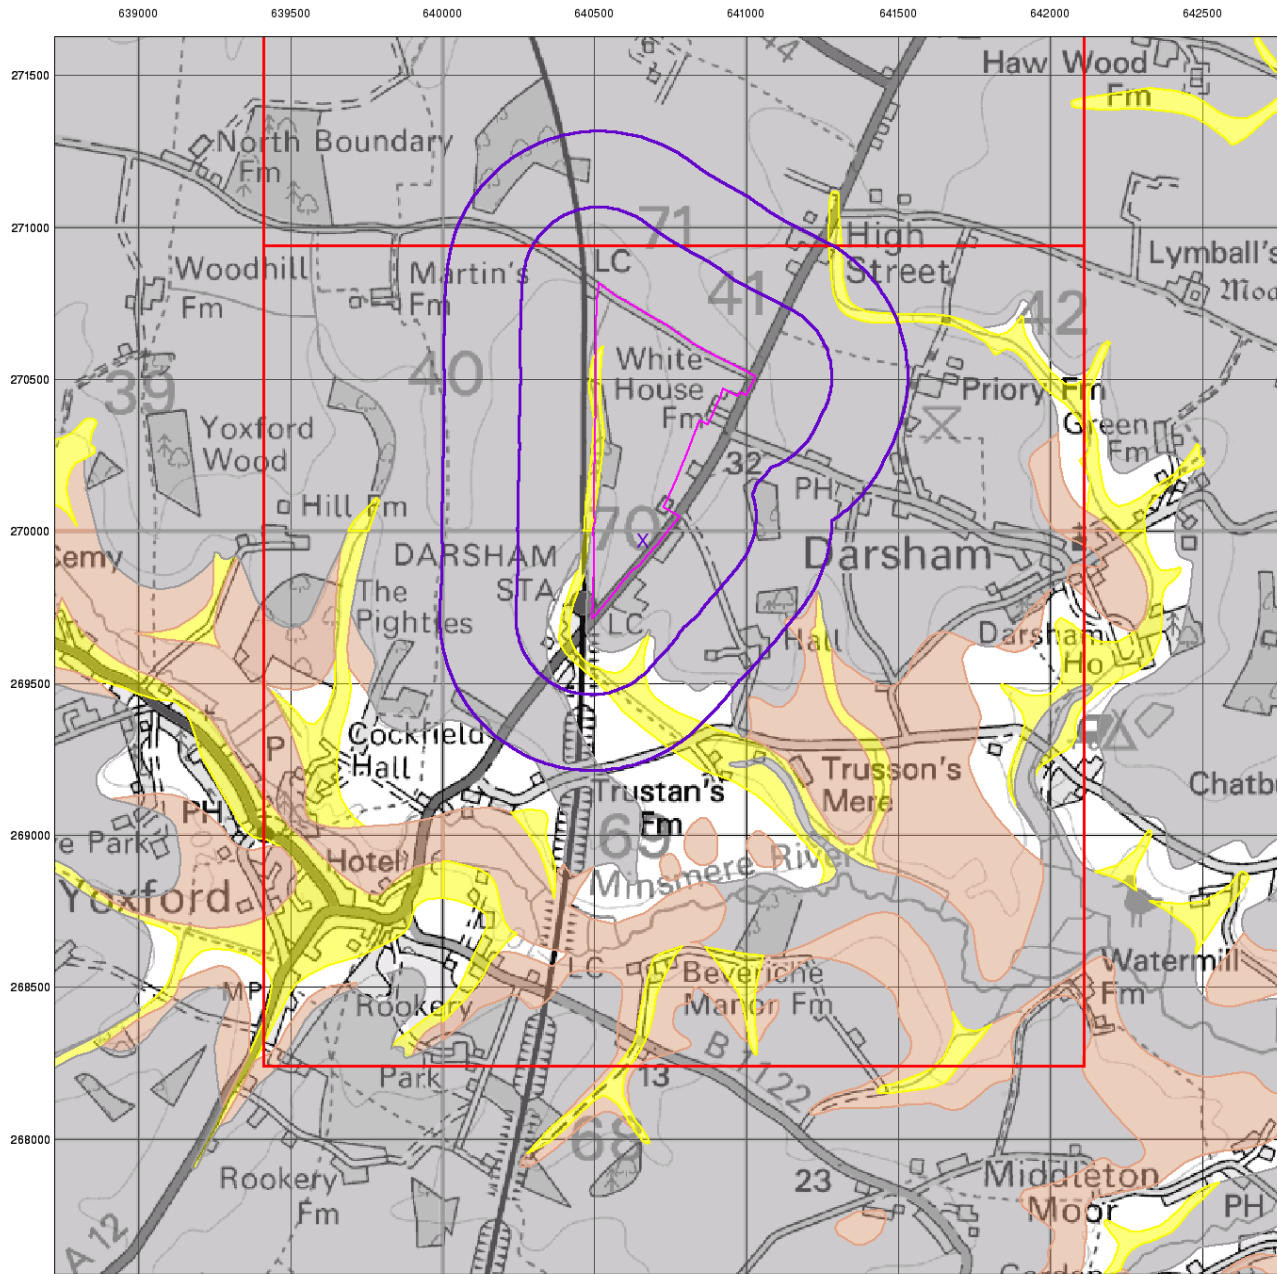 639000 639500 640000 640500 641000 641500 642000 642500
271500
271000
270500
270000
269500
269000
268500
268000
44
Haw Wood
Fm
North Boundary
Fm
71
High
Street
LC
Woodhill
Fm
Martin's
Fm
Lymball's
Moa
41
42
39
40
White
House
Fm
Priory Fm
Green
Fm
Yoxford
Wood
32
PH
Hill Fm
70
X
Cemy
DARSHAM
STA
Darsham
The
Pightles
LC
Hall
Darsham
Ho
P
Cockfield
Hall
Trusson's
Mere
Chatb
PH
Trustan's
Fm
e Park
69
Hotel
Minsmere River
Yoxford
LC
Beveriche
Manor Fm
Watermill
Fm
MP
Rookery
Park
13
B 1122
68
Rookery
Fm
23
Middleton
Moor
PH
A 12